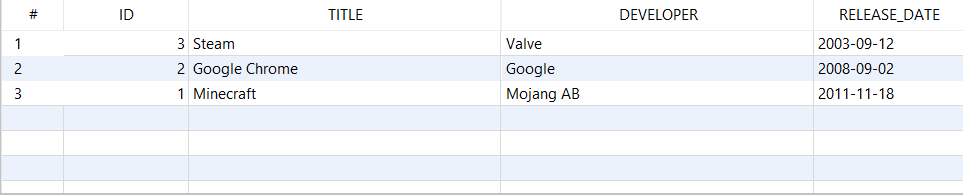 # ID TITLE DEVELOPER RELEASE_DATE
1 3 Steam Valve 2003-09-12
2 2 Google Chrome Google 2008-09-02
3 1 Minecraft Mojang AB 2011-11-18